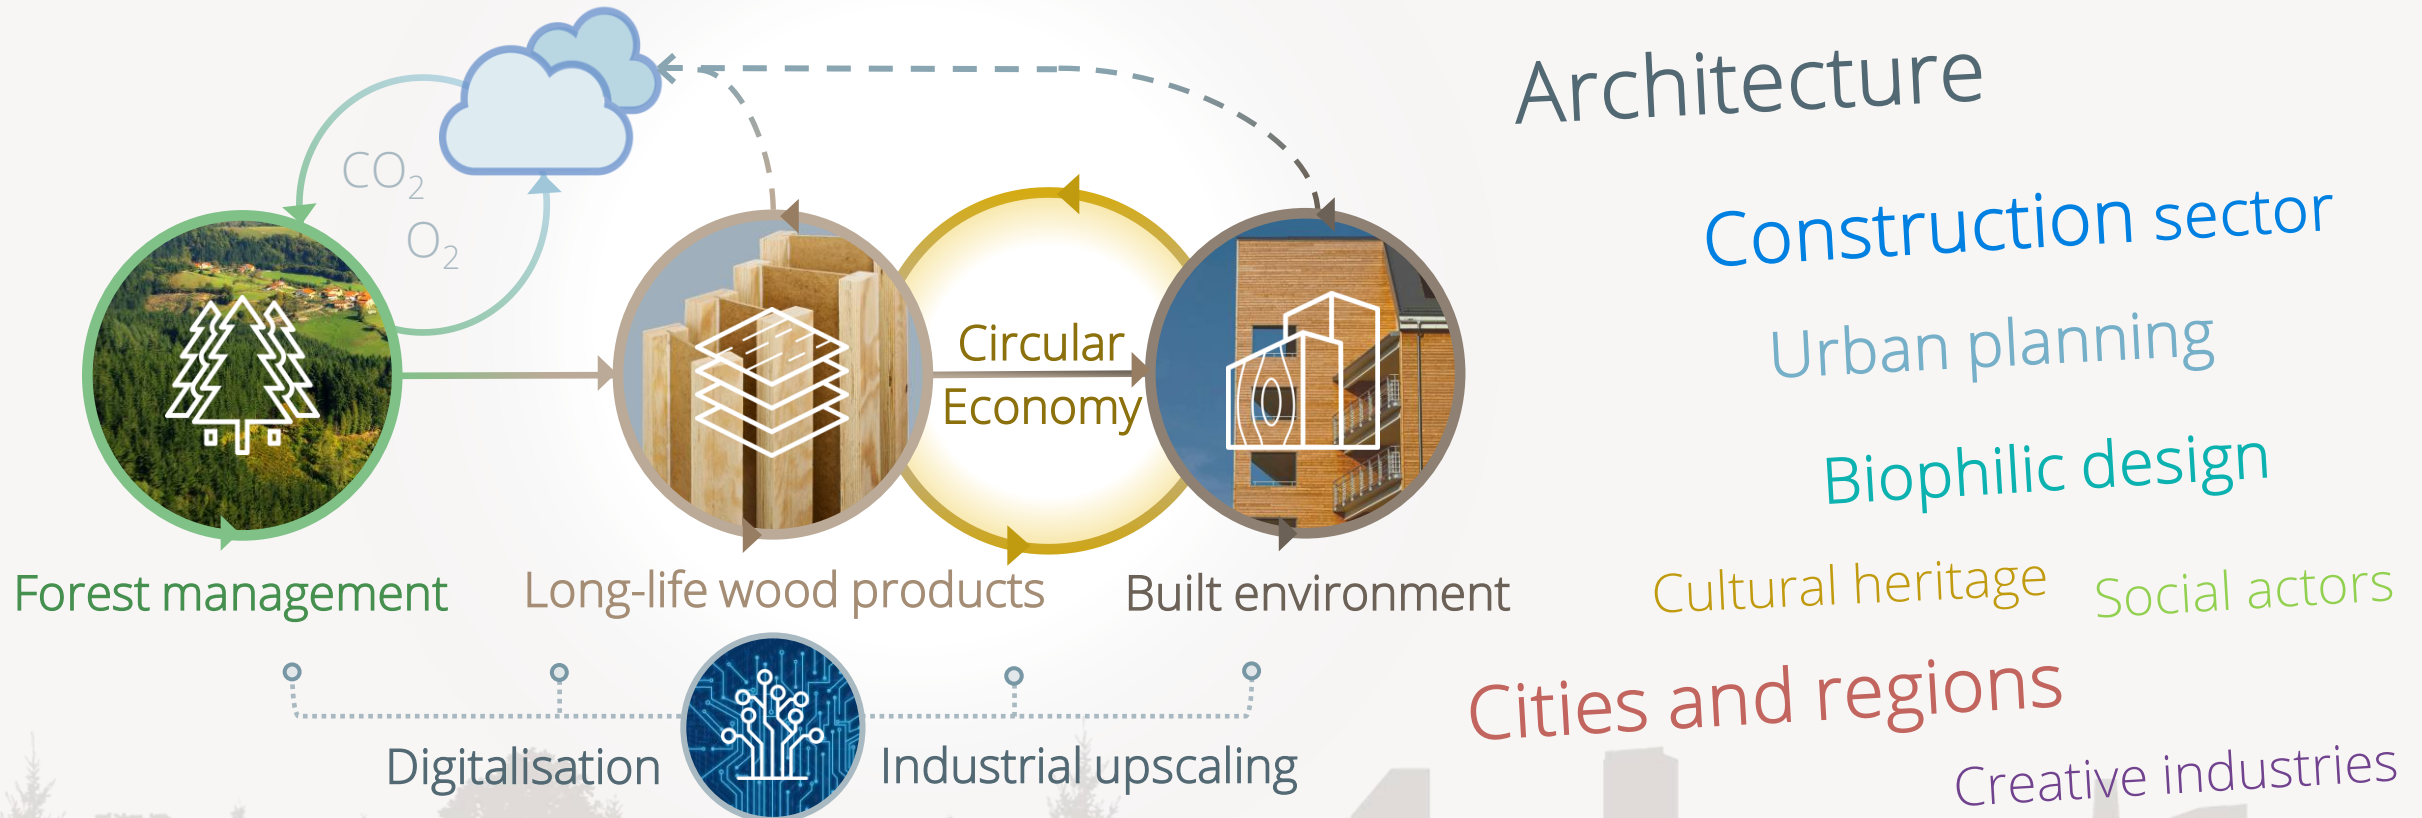 CO₂
O₂
Circular
Economy
Forest management
Long-life wood products
Built environment
Digitalisation
Industrial upscaling
Architecture
Construction sector
Urban planning
Biophilic design
Cultural heritage
Social actors
Cities and regions
Creative industries